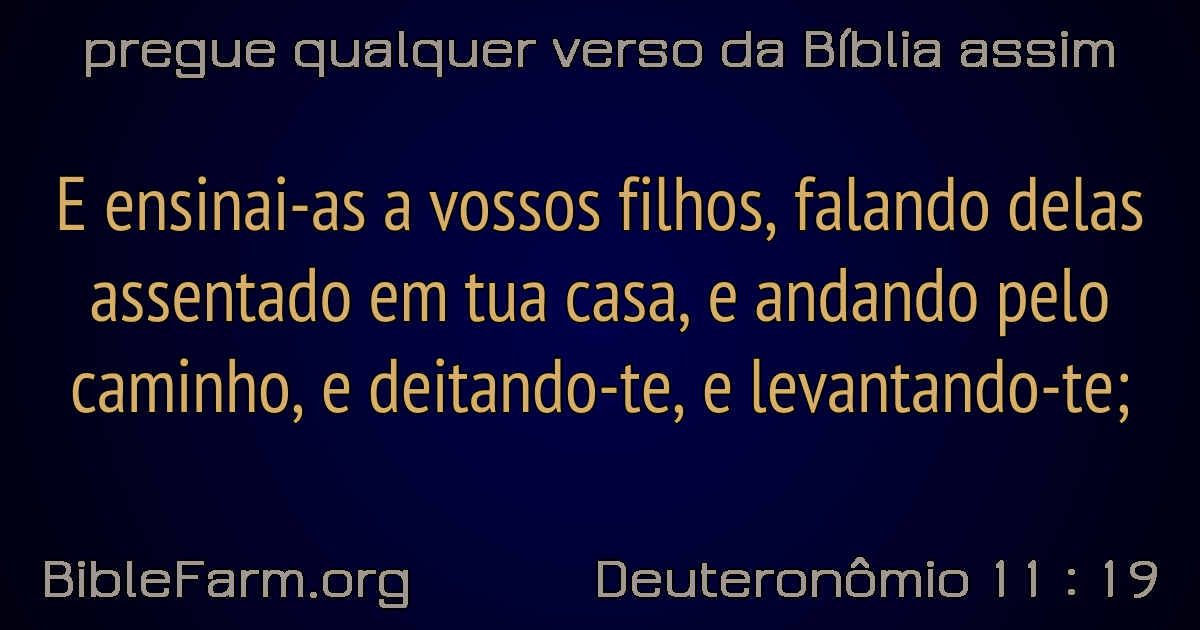 pregue qualquer verso da Bíblia assim
E ensinai-as a vossos filhos, falando delas
assentado em tua casa, e andando pelo
caminho, e deitando-te, e levantando-te;
BibleFarm.org
Deuteronômio 11 : 19